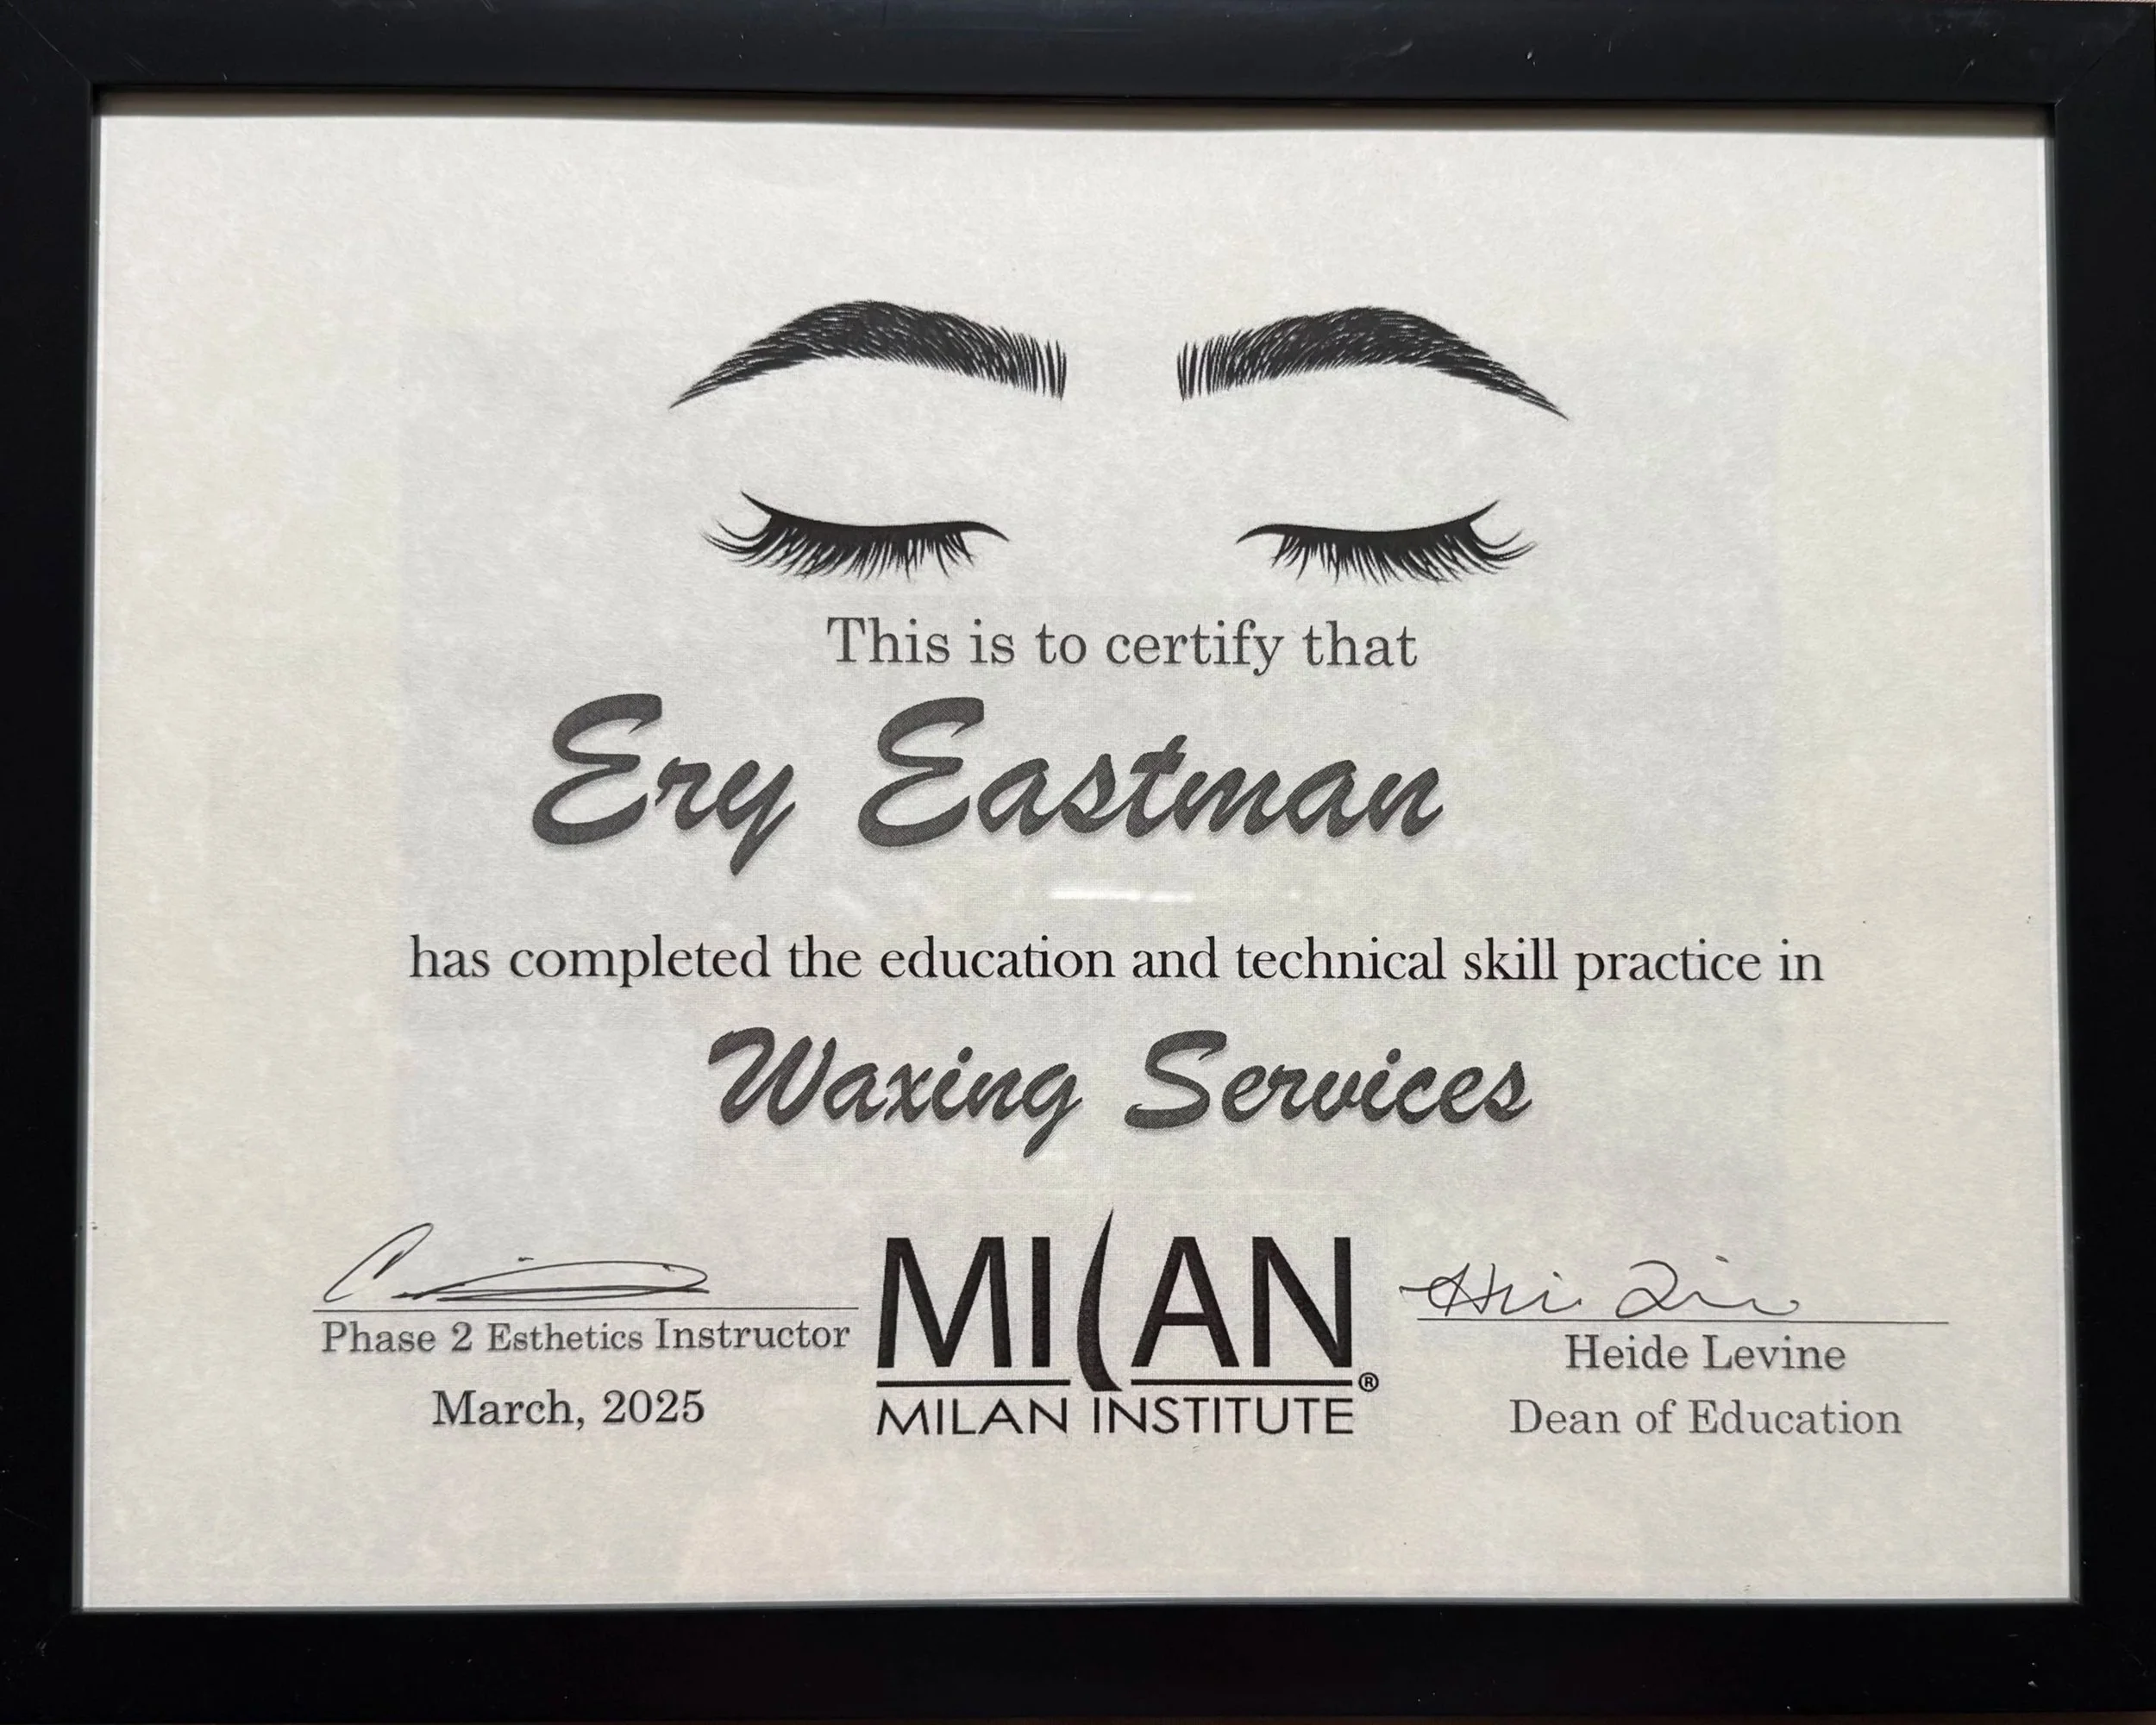 This is to certify that
Ery Eastman
has completed the education and technical skill practice in
Waxing Services
Phase 2 Esthetics Instructor
March, 2025
MILAN®
MILAN INSTITUTE
Heide Levine
Dean of Education